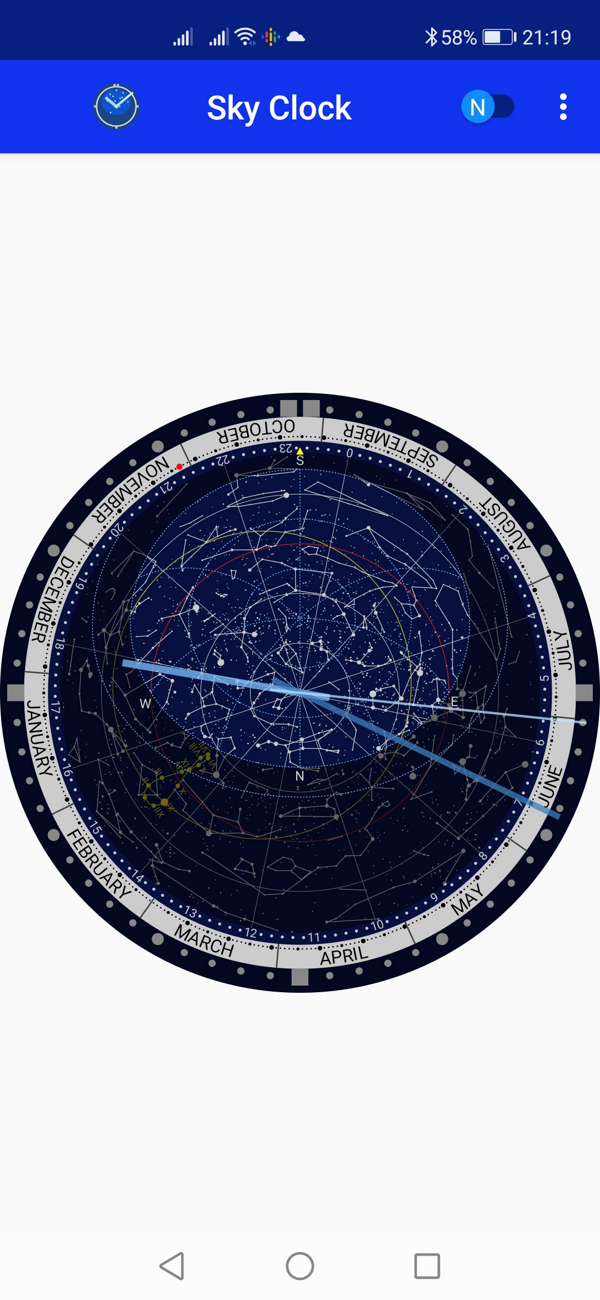 58% 21:19
Sky Clock
N
OCTOBER
SEPTEMBER
AUGUST
JULY
JUNE
MAY
APRIL
MARCH
FEBRUARY
JANUARY
DECEMBER
NOVEMBER
23
0
1
2
3
5
6
8
9
10
11
12
13
14
15
16
17
18
19
20
21
22
S
W
E
N